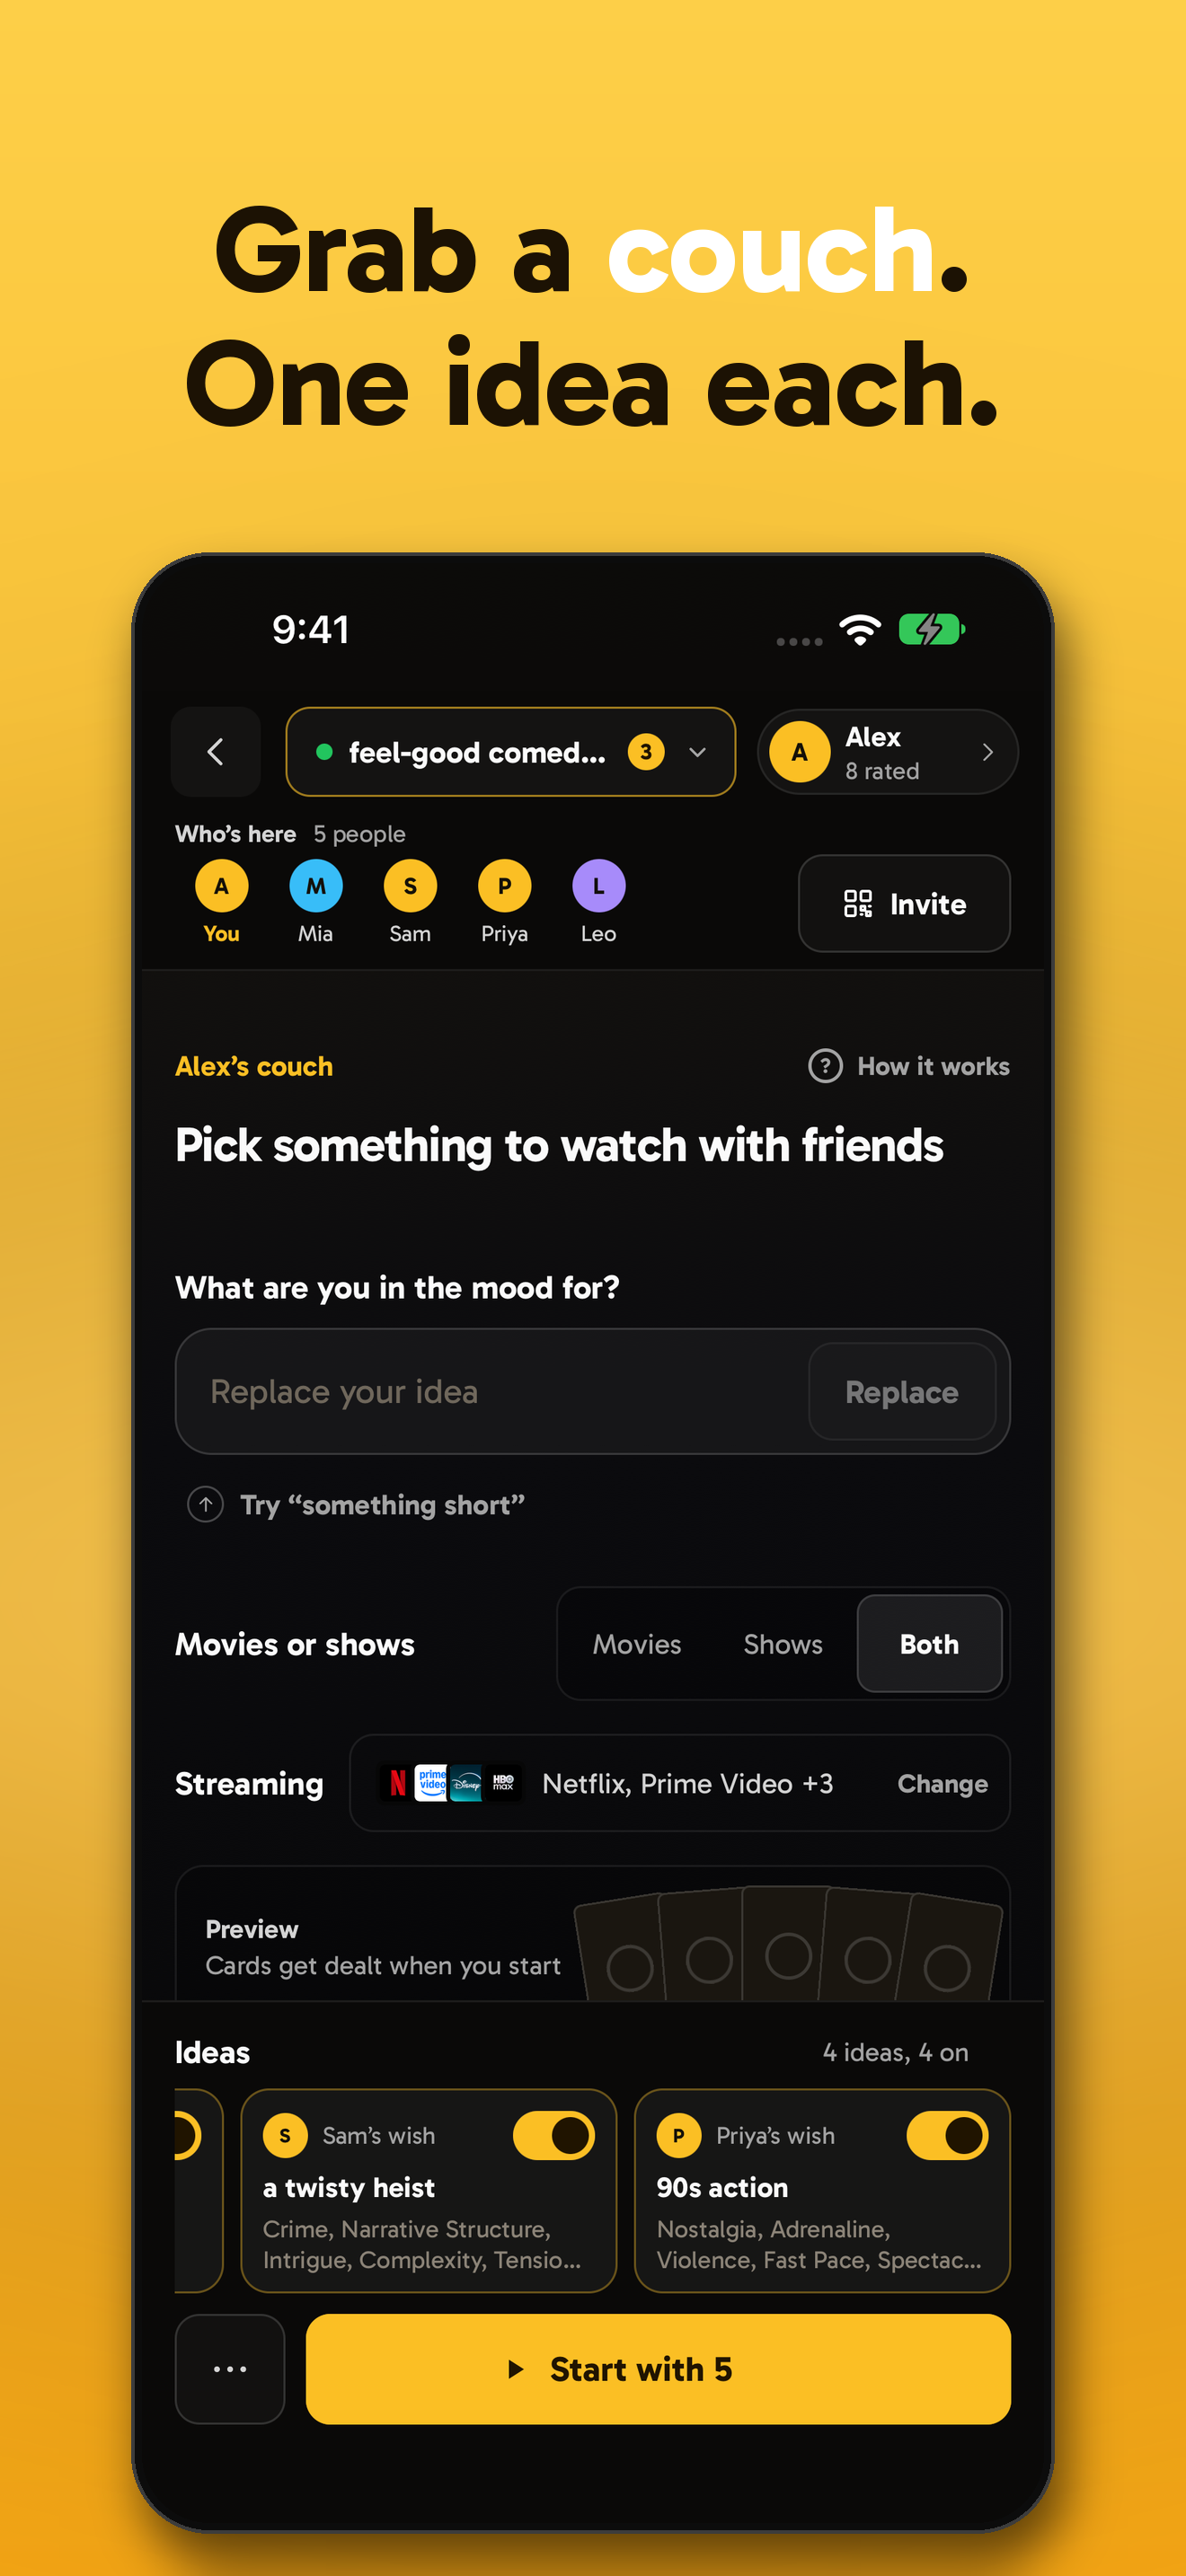 Grab a couch.
One idea each.
9:41
feel-good comed... 3
A Alex
8 rated
Who's here 5 people
A M S P L
You Mia Sam Priya Leo
Invite
Alex's couch
? How it works
Pick something to watch with friends
What are you in the mood for?
Replace your idea Replace
Try “something short”
Movies or shows Movies Shows Both
Streaming N prime video Disney+ HBO max Netflix, Prime Video +3 Change
Preview
Cards get dealt when you start
Ideas 4 ideas, 4 on
S Sam's wish
a twisty heist
Crime, Narrative Structure,
Intrigue, Complexity, Tensio...
P Priya's wish
90s action
Nostalgia, Adrenaline,
Violence, Fast Pace, Spectac...
... Start with 5